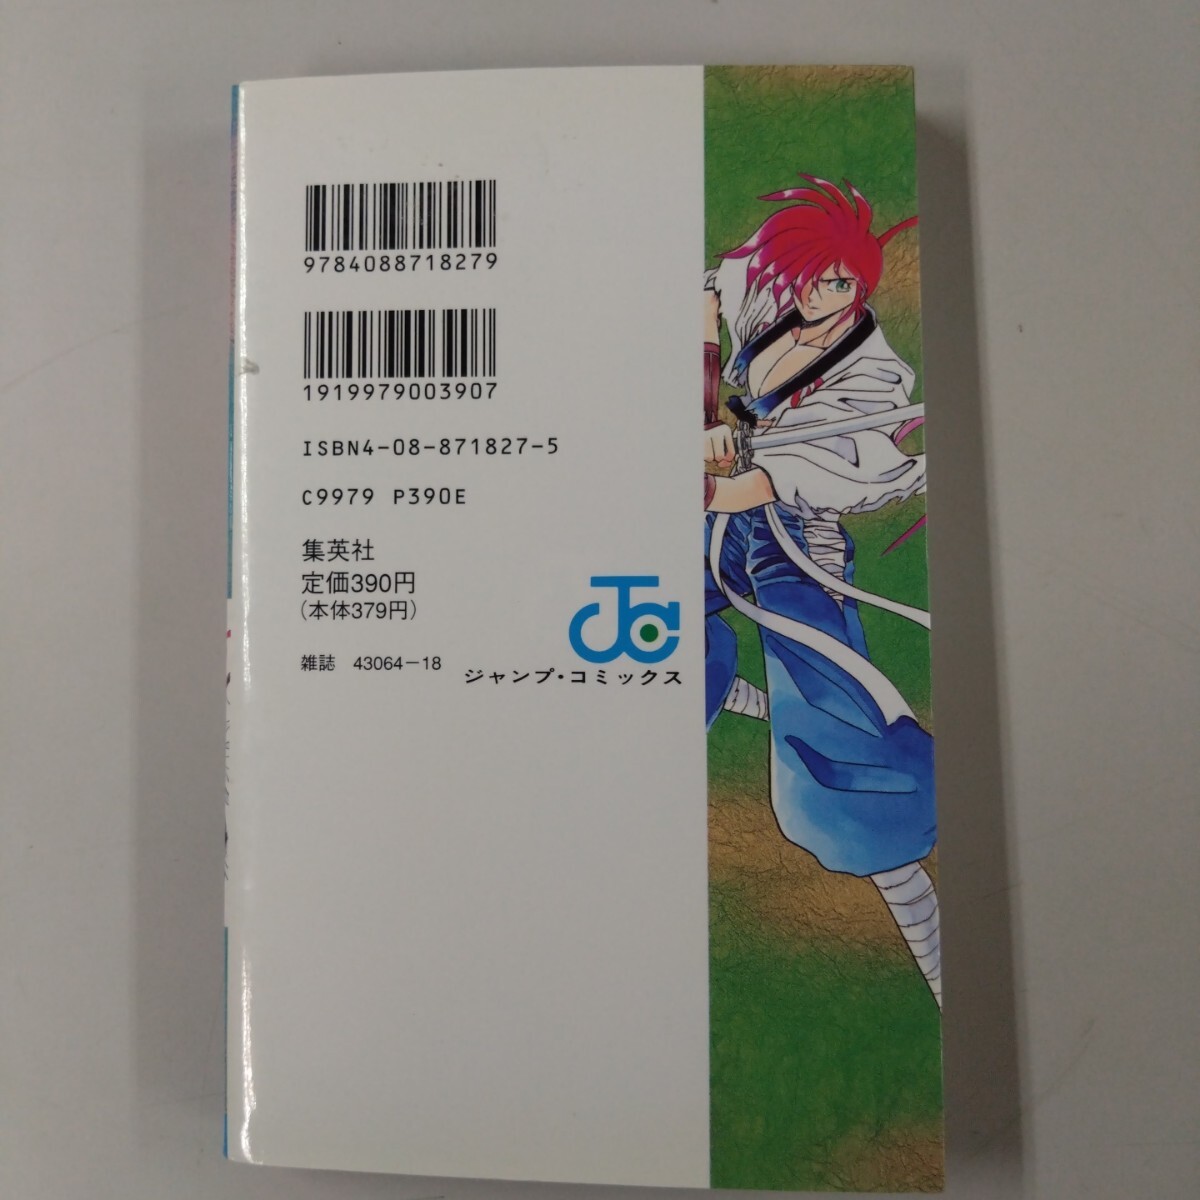 9784088718279
1919979003907
ISBN4-08-871827-5
C9979 P390E
集英社
定価390円
(本体379円)
雑誌 43064-18
JC
ジャンプ・コミックス